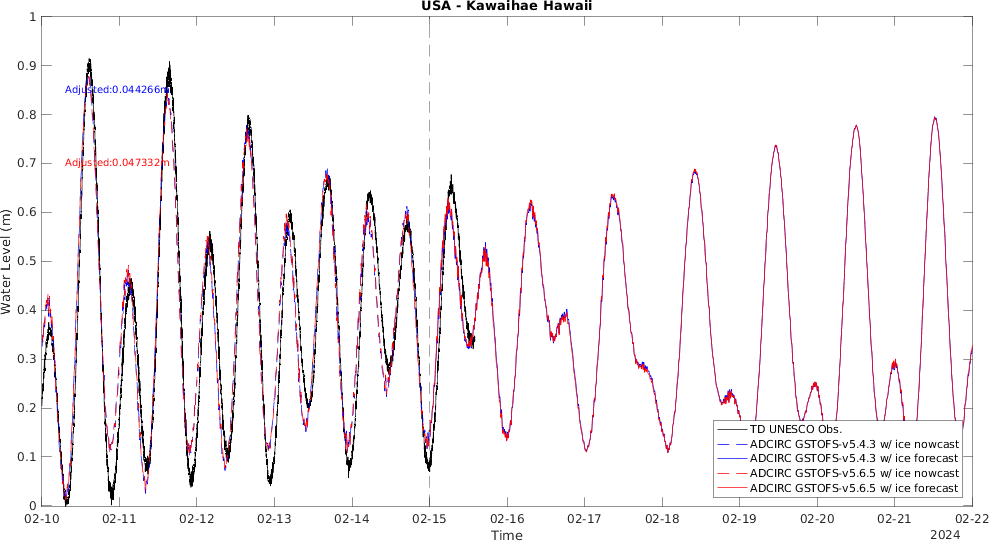 USA - Kawaihae Hawaii
1
0.9
0.8
0.7
0.6
0.5
0.4
0.3
0.2
0.1
0
Water Level (m)
Adjusted:0.044266m
Adjusted:0.047332m
TD UNESCO Obs.
ADCIRC GSTOFS-v5.4.3 w/ ice nowcast
ADCIRC GSTOFS-v5.4.3 w/ ice forecast
ADCIRC GSTOFS-v5.6.5 w/ ice nowcast
ADCIRC GSTOFS-v5.6.5 w/ ice forecast
02-10 02-11 02-12 02-13 02-14 02-15 02-16 02-17 02-18 02-19 02-20 02-21 02-22
Time
2024